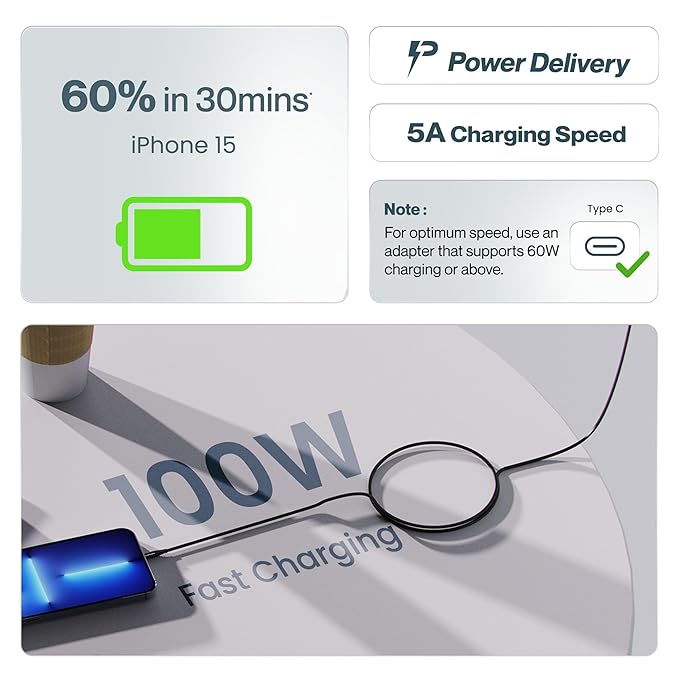 60% in 30mins*
iPhone 15
Power Delivery
5A Charging Speed
Note :
For optimum speed, use an
adapter that supports 60W
charging or above.
Type C
100W
Fast Charging